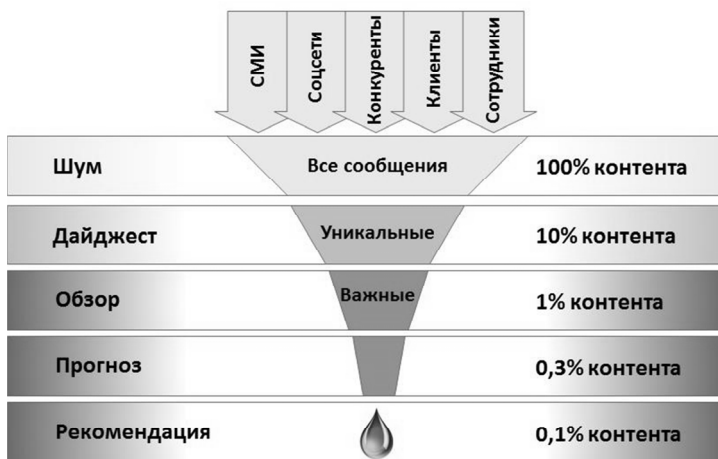 СМИ
Соцсети
Конкуренты
Клиенты
Сотрудники
Шум Все сообщения 100% контента
Дайджест Уникальные 10% контента
Обзор Важные 1% контента
Прогноз 0,3% контента
Рекомендация 0,1% контента